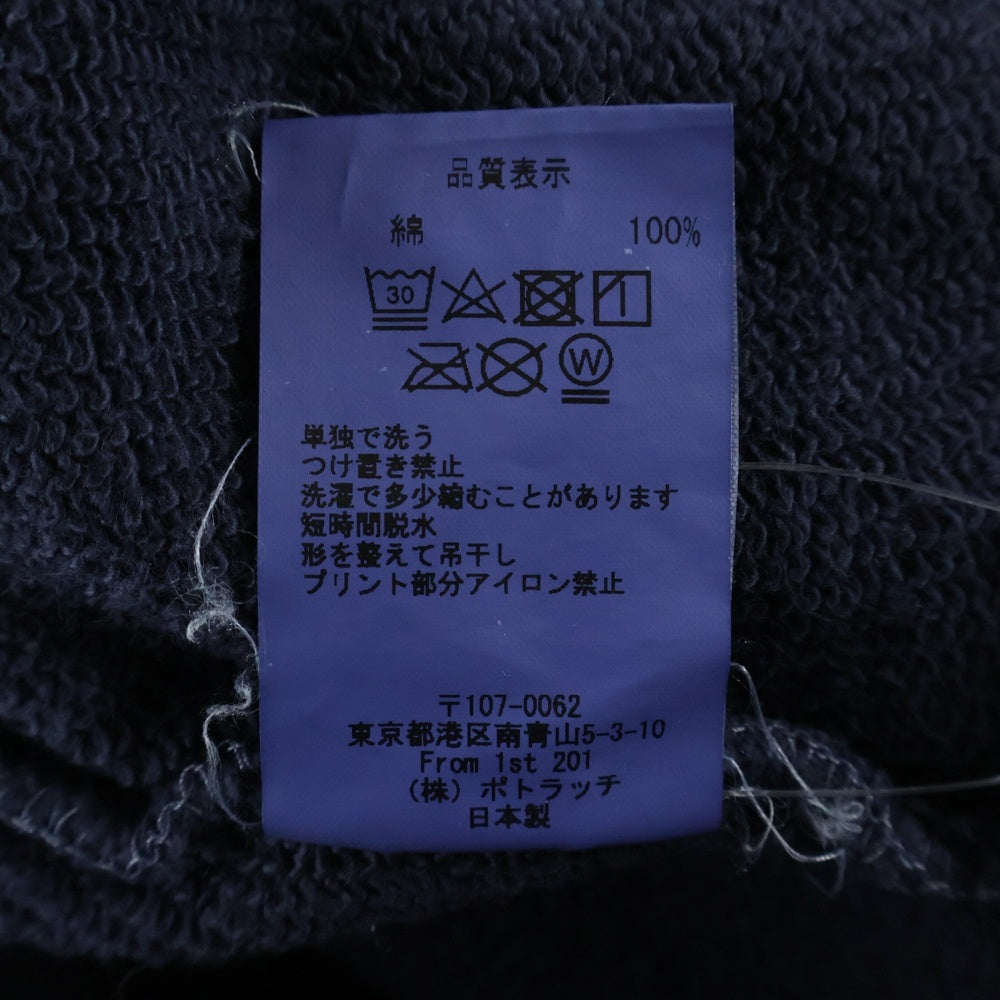 品質表示
綿 100%
30
W
単独で洗う
つけ置き禁止
洗濯で多少縮むことがあります
短時間脱水
形を整えて吊干し
プリント部分アイロン禁止
〒107-0062
東京都港区南青山5-3-10
From 1st 201
（株）ポトラッチ
日本製